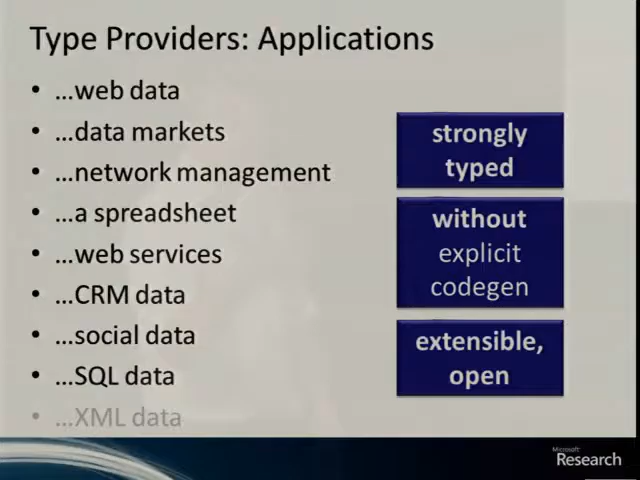 Type Providers: Applications
• ...web data
• ...data markets
• ...network management
• ...a spreadsheet
• ...web services
• ...CRM data
• ...social data
• ...SQL data
• ...XML data
strongly
typed
without
explicit
codegen
extensible,
open
Microsoft
Research